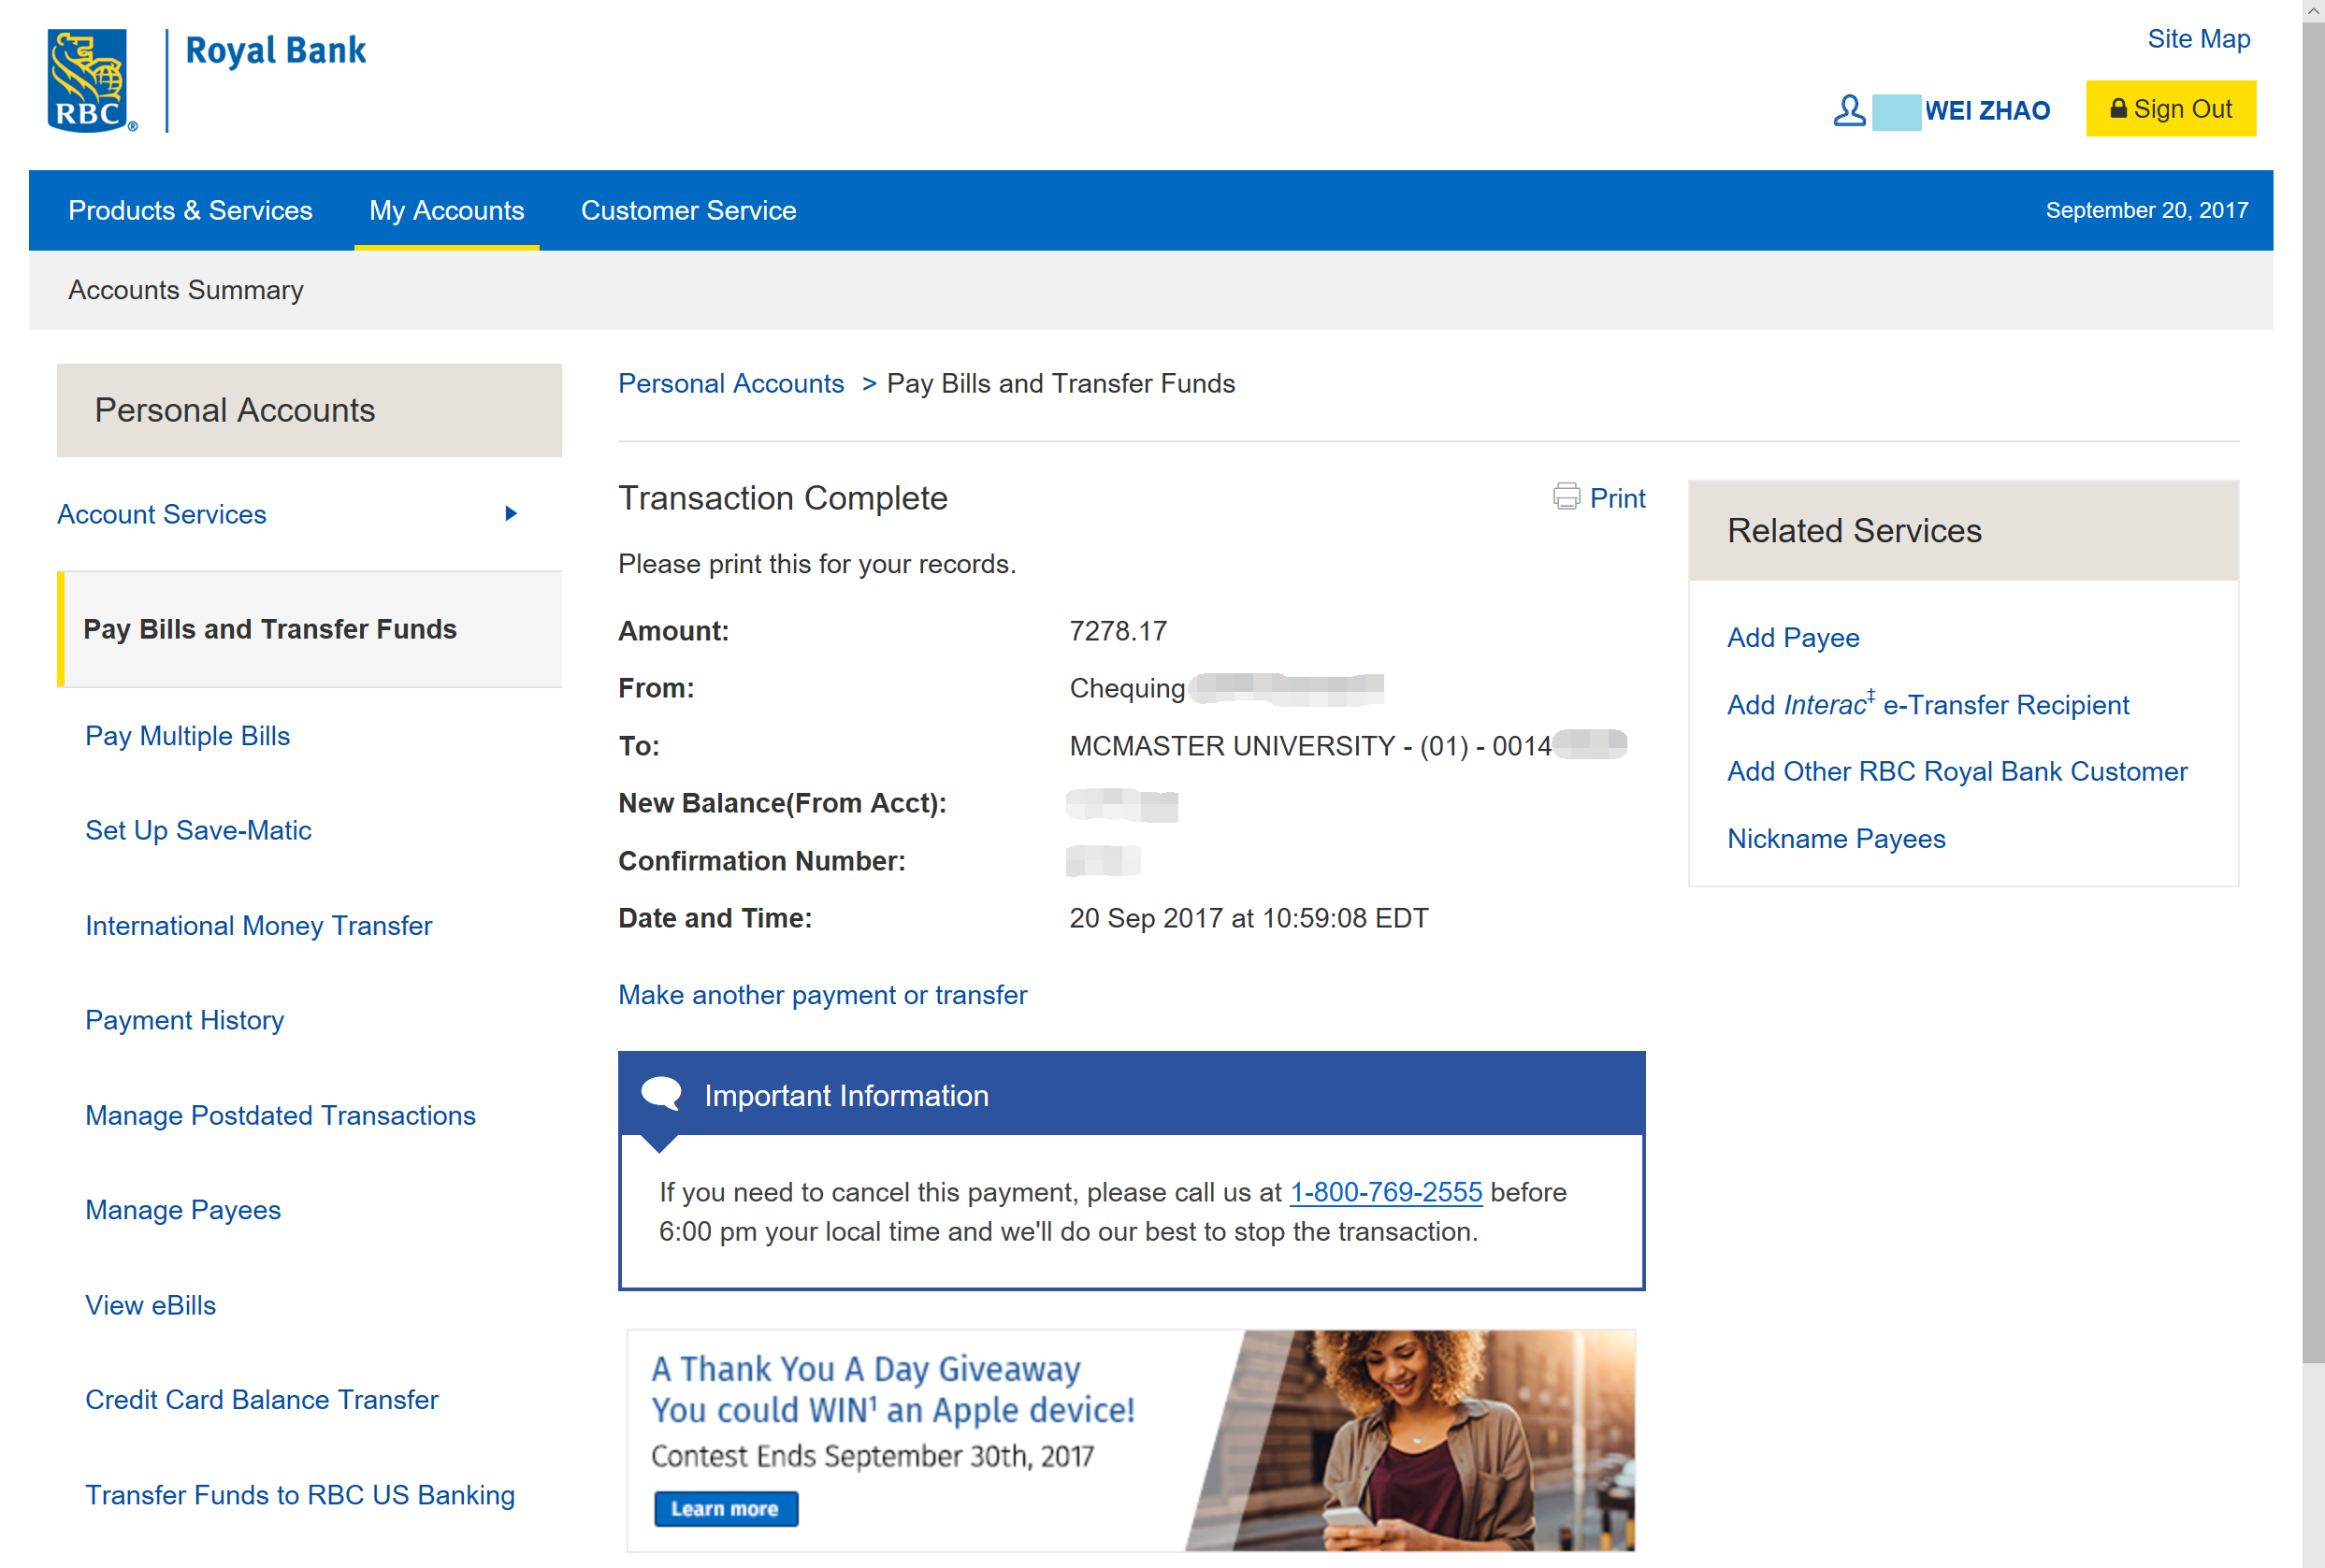 Royal Bank
RBC®
Site Map
WEI ZHAO
Sign Out
Products & Services
My Accounts
Customer Service
September 20, 2017
Accounts Summary
Personal Accounts
Account Services
Pay Bills and Transfer Funds
Pay Multiple Bills
Set Up Save-Matic
International Money Transfer
Payment History
Manage Postdated Transactions
Manage Payees
View eBills
Credit Card Balance Transfer
Transfer Funds to RBC US Banking
Personal Accounts > Pay Bills and Transfer Funds
Transaction Complete
Print
Please print this for your records.
Amount: 7278.17
From: Chequing
To: MCMASTER UNIVERSITY - (01) - 0014
New Balance(From Acct):
Confirmation Number:
Date and Time: 20 Sep 2017 at 10:59:08 EDT
Make another payment or transfer
Important Information
If you need to cancel this payment, please call us at 1-800-769-2555 before
6:00 pm your local time and we'll do our best to stop the transaction.
A Thank You A Day Giveaway
You could WIN¹ an Apple device!
Contest Ends September 30th, 2017
Learn more
Related Services
Add Payee
Add Interac‡ e-Transfer Recipient
Add Other RBC Royal Bank Customer
Nickname Payees